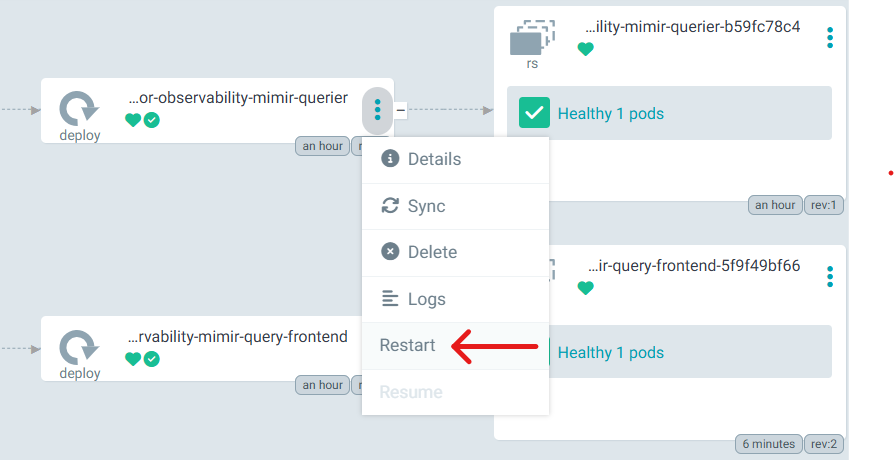 ...ility-mimir-querier-b59fc78c4
rs
Healthy 1 pods
an hour
rev:1
...or-observability-mimir-querier
deploy
an hour
Details
Sync
Delete
Logs
Restart
Resume
...ir-query-frontend-5f9f49bf66
Healthy 1 pods
6 minutes
rev:2
...rvability-mimir-query-frontend
deploy
an hour